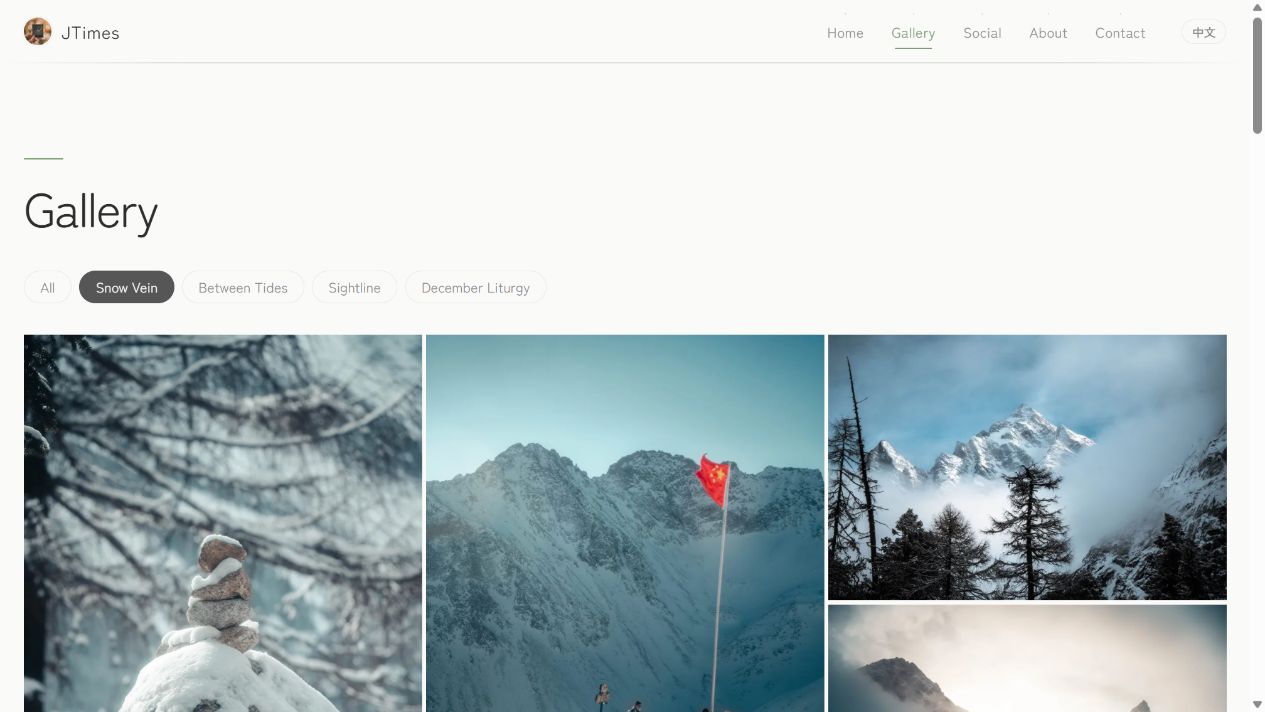 JTimes
Home Gallery Social About Contact 中文
Gallery
All Snow Vein Between Tides Sightline December Liturgy